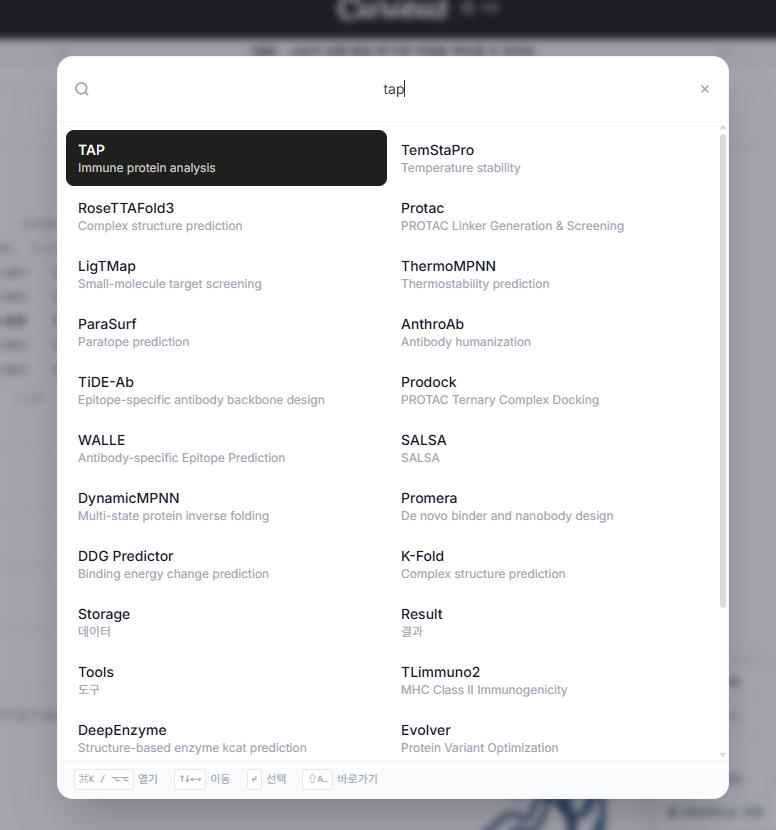 tap
TAP
Immune protein analysis
TemStaPro
Temperature stability
RoseTTAFold3
Complex structure prediction
Protac
PROTAC Linker Generation & Screening
LigTMap
Small-molecule target screening
ThermoMPNN
Thermostability prediction
ParaSurf
Paratope prediction
AnthroAb
Antibody humanization
TiDE-Ab
Epitope-specific antibody backbone design
Prodock
PROTAC Ternary Complex Docking
WALLE
Antibody-specific Epitope Prediction
SALSA
SALSA
DynamicMPNN
Multi-state protein inverse folding
Promera
De novo binder and nanobody design
DDG Predictor
Binding energy change prediction
K-Fold
Complex structure prediction
Storage
데이터
Result
결과
Tools
도구
TLimmuno2
MHC Class II Immunogenicity
DeepEnzyme
Structure-based enzyme kcat prediction
Evolver
Protein Variant Optimization
⌘K / ⌥⌥ 열기 ↑↓←→ 이동 ↵ 선택 ⇧A… 바로가기